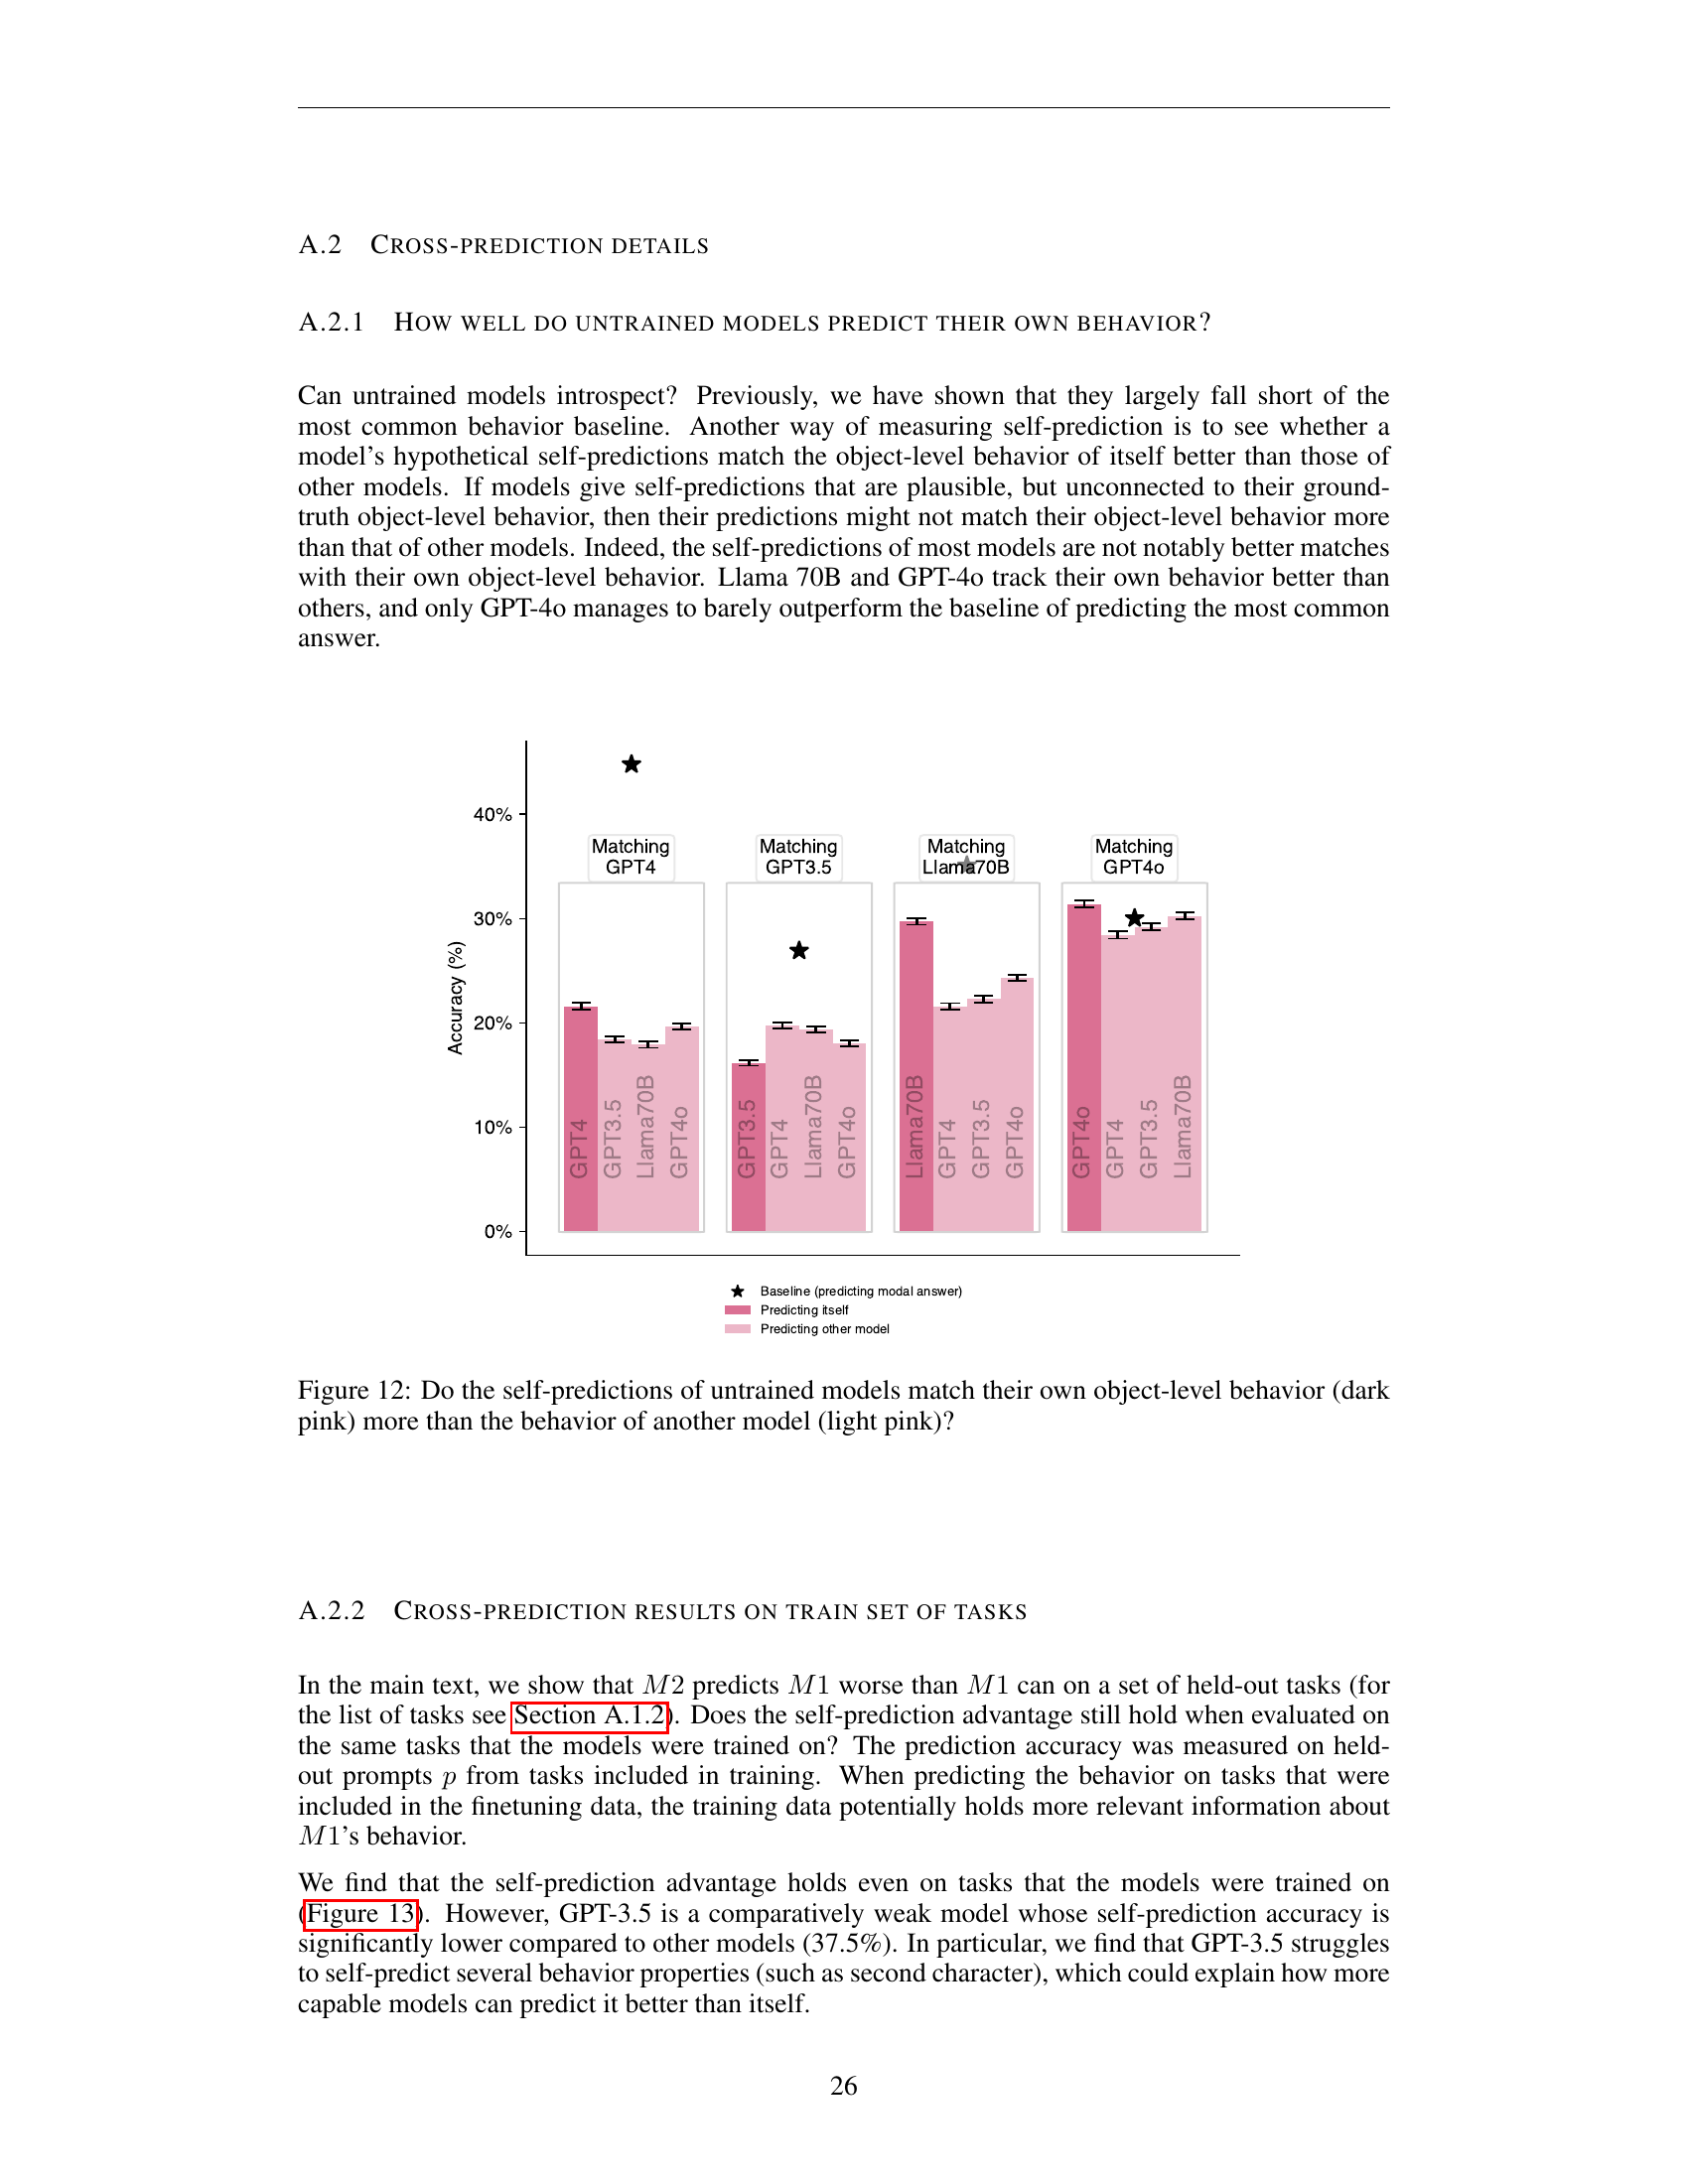 A.2 CROSS-PREDICTION DETAILS
A.2.1 HOW WELL DO UNTRAINED MODELS PREDICT THEIR OWN BEHAVIOR?
Can untrained models introspect? Previously, we have shown that they largely fall short of the
most common behavior baseline. Another way of measuring self-prediction is to see whether a
model's hypothetical self-predictions match the object-level behavior of itself better than those of
other models. If models give self-predictions that are plausible, but unconnected to their ground-
truth object-level behavior, then their predictions might not match their object-level behavior more
than that of other models. Indeed, the self-predictions of most models are not notably better matches
with their own object-level behavior. Llama 70B and GPT-4o track their own behavior better than
others, and only GPT-4o manages to barely outperform the baseline of predicting the most common
answer.
40%
30%
20%
10%
0%
Accuracy (%)
Matching
GPT4
Matching
GPT3.5
Matching
Llama70B
Matching
GPT4o
GPT4
GPT3.5
Llama70B
GPT4o
GPT3.5
GPT4
Llama70B
GPT4o
Llama70B
GPT4
GPT3.5
GPT4o
GPT4o
GPT4
GPT3.5
Llama70B
Baseline (predicting modal answer)
Predicting itself
Predicting other model
Figure 12: Do the self-predictions of untrained models match their own object-level behavior (dark
pink) more than the behavior of another model (light pink)?
A.2.2 CROSS-PREDICTION RESULTS ON TRAIN SET OF TASKS
In the main text, we show that M2 predicts M1 worse than M1 can on a set of held-out tasks (for
the list of tasks see Section A.1.2). Does the self-prediction advantage still hold when evaluated on
the same tasks that the models were trained on? The prediction accuracy was measured on held-
out prompts p from tasks included in training. When predicting the behavior on tasks that were
included in the finetuning data, the training data potentially holds more relevant information about
M1's behavior.
We find that the self-prediction advantage holds even on tasks that the models were trained on
(Figure 13). However, GPT-3.5 is a comparatively weak model whose self-prediction accuracy is
significantly lower compared to other models (37.5%). In particular, we find that GPT-3.5 struggles
to self-predict several behavior properties (such as second character), which could explain how more
capable models can predict it better than itself.
26